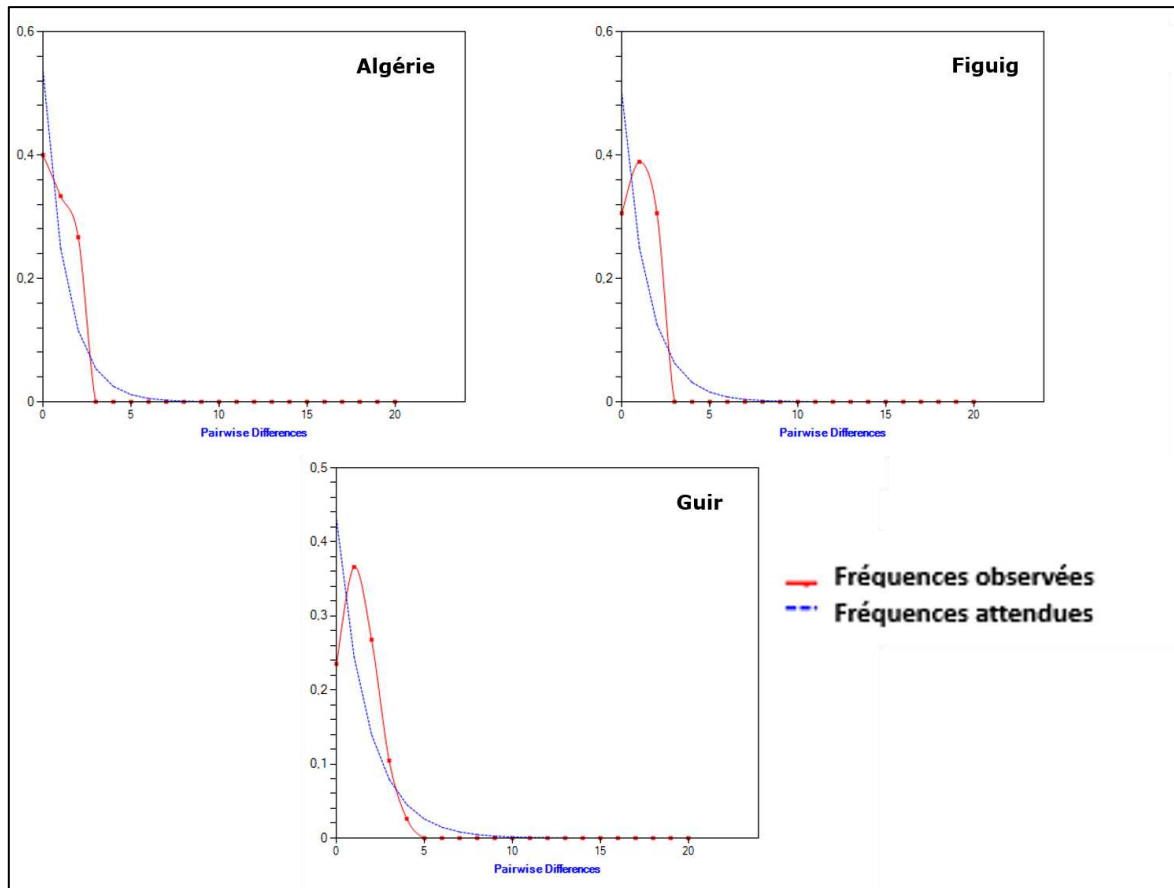 Algérie
0,6
0,4
0,2
0
0 5 10 15 20
Pairwise Differences
Figuig
0,6
0,4
0,2
0
0 5 10 15 20
Pairwise Differences
Guir
0,5
0,4
0,3
0,2
0,1
0
0 5 10 15 20
Pairwise Differences
Fréquences observées
Fréquences attendues